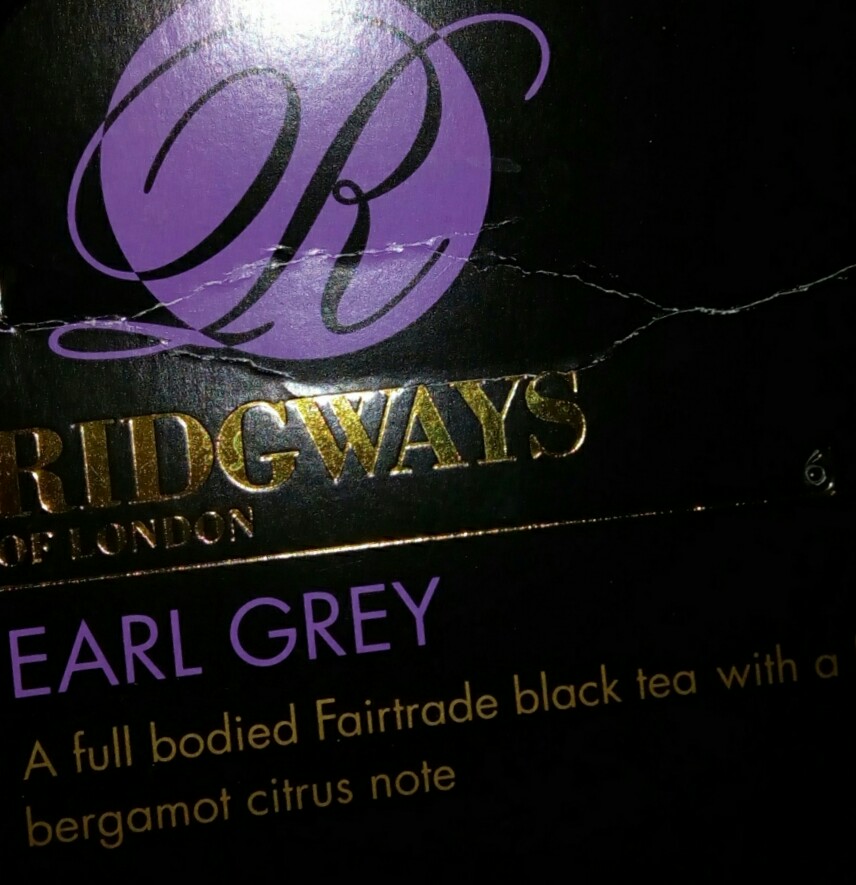 R
RIDGWAYS
OF LONDON
EARL GREY
A full bodied Fairtrade black tea with a
bergamot citrus note